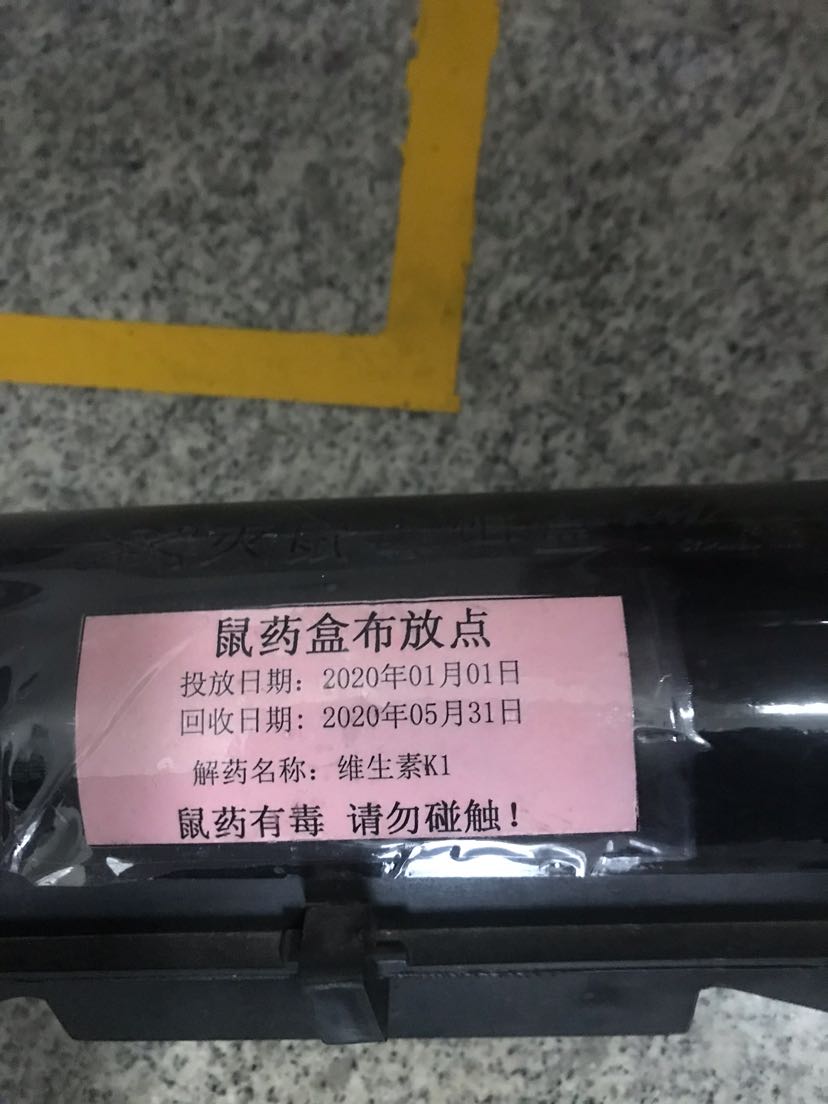 鼠药盒布放点
投放日期：2020年01月01日
回收日期：2020年05月31日
解药名称：维生素K1
鼠药有毒 请勿碰触！